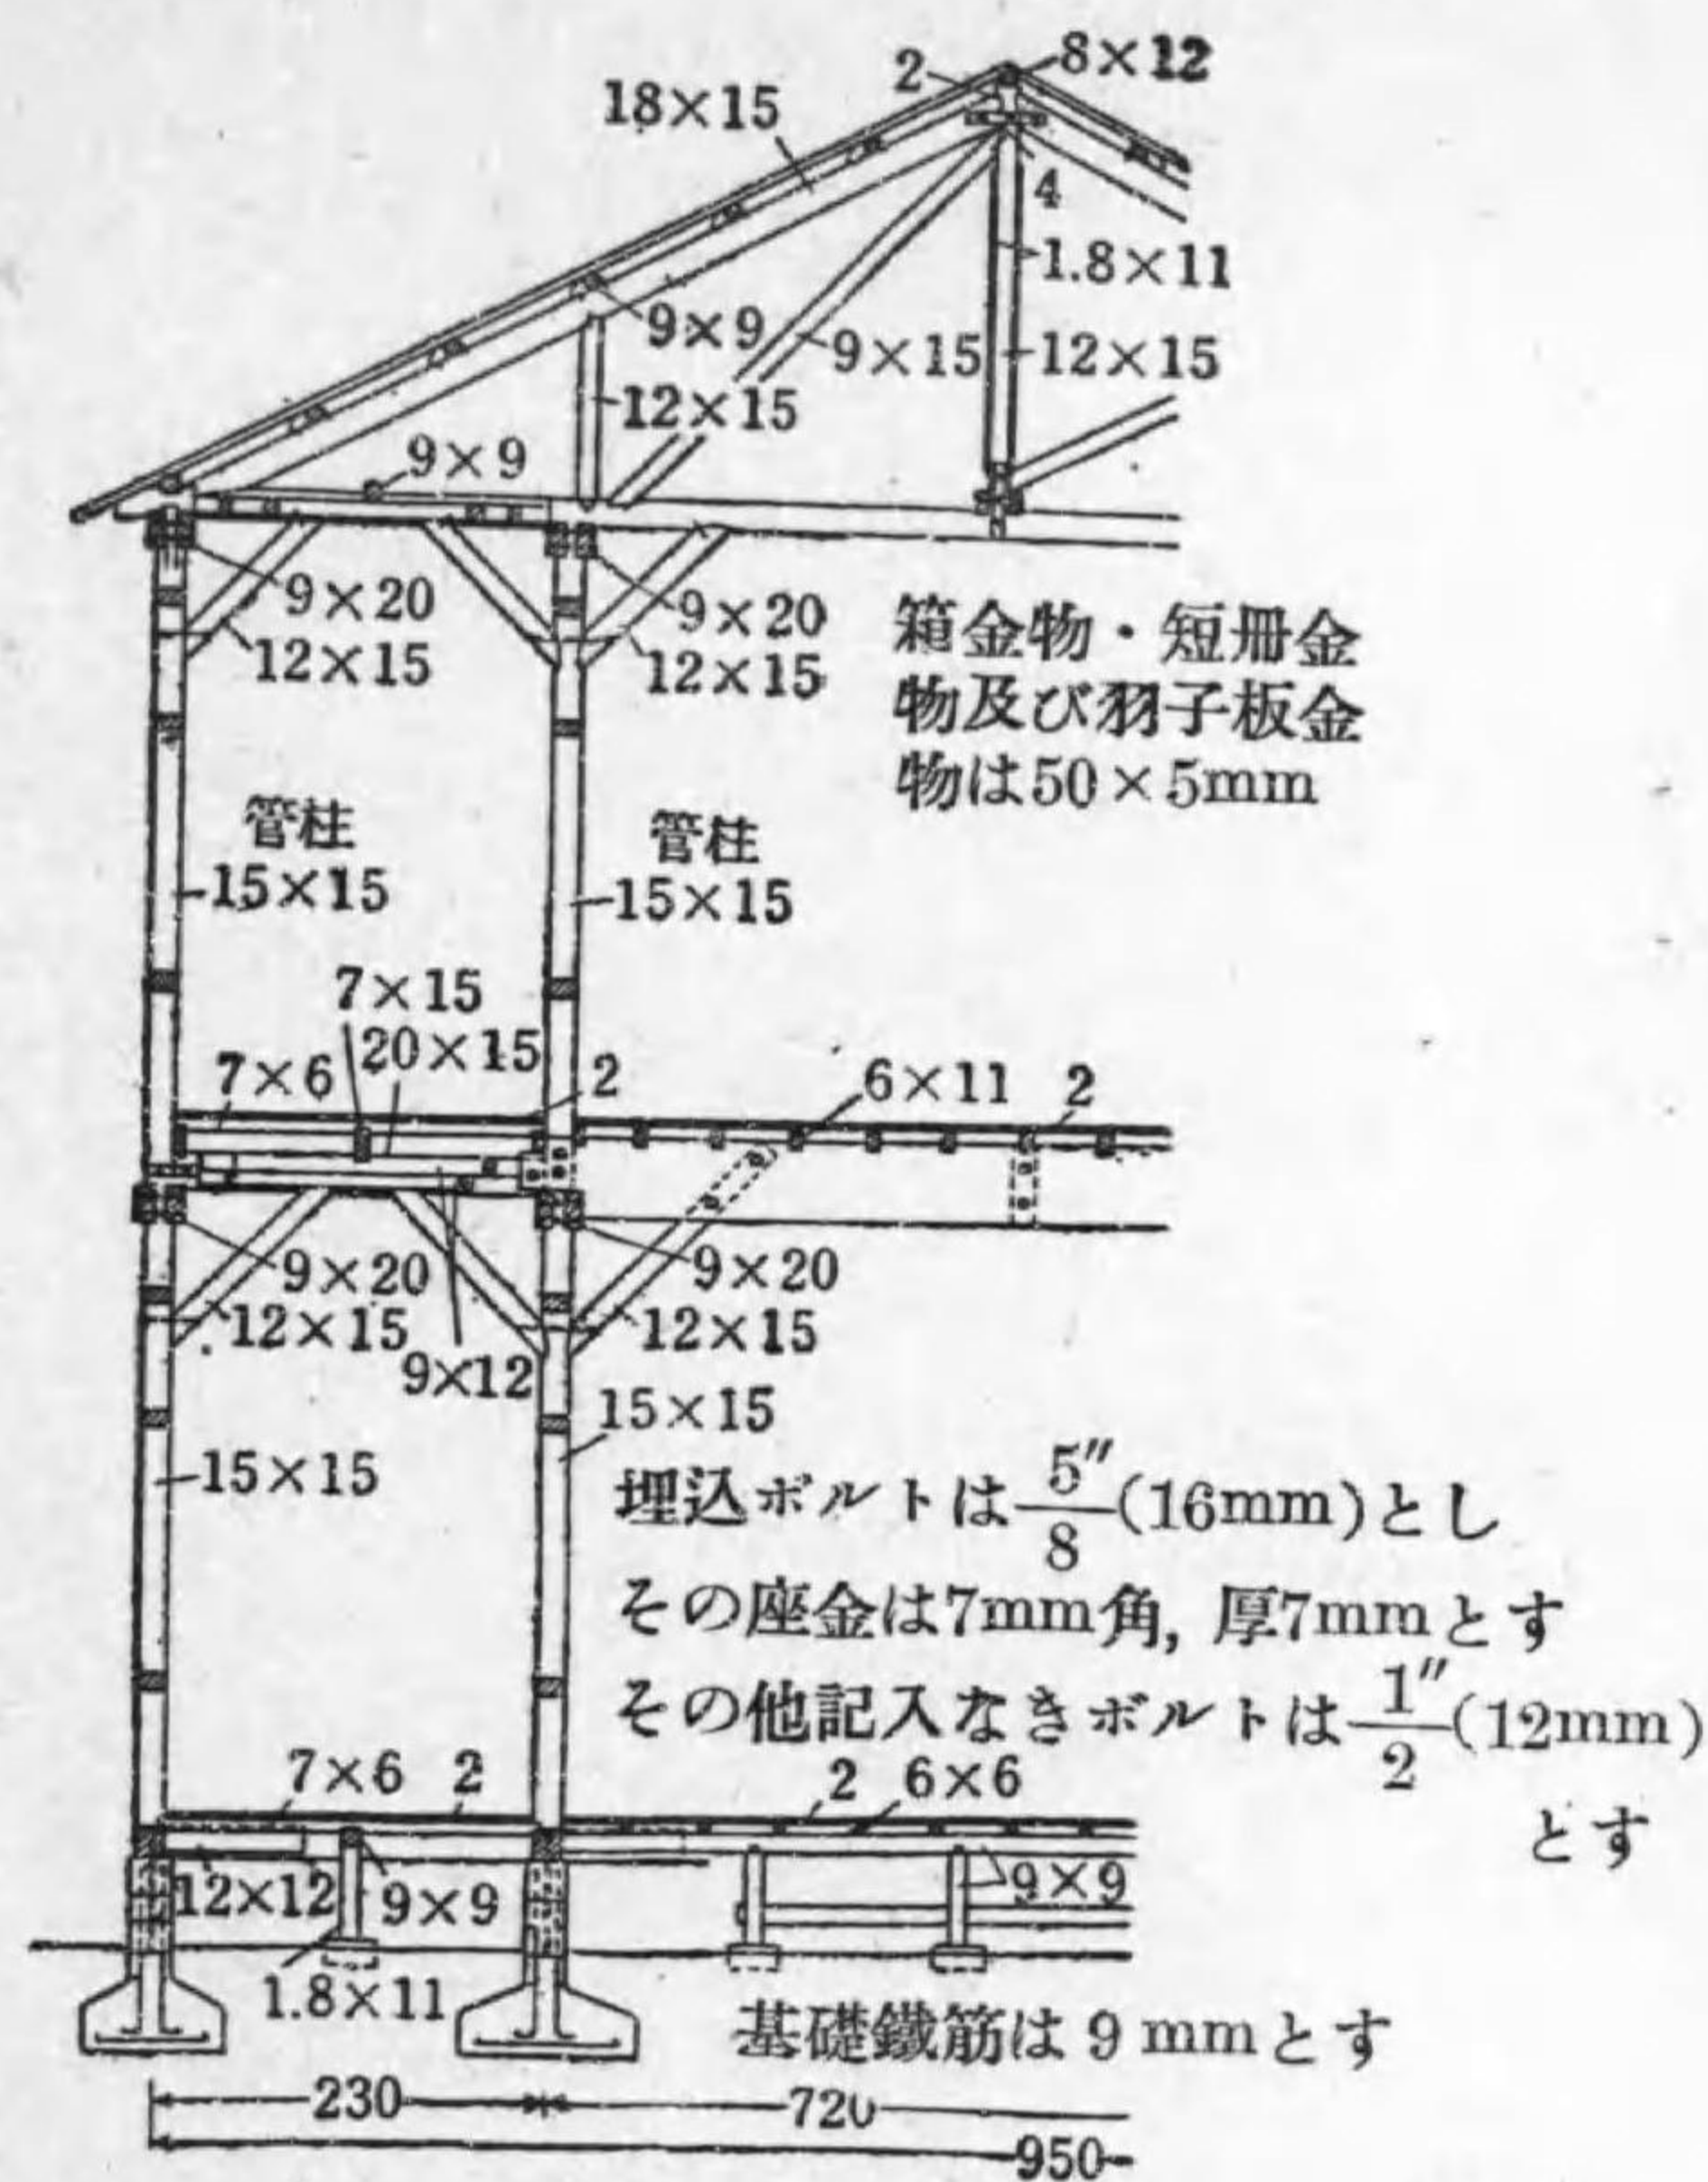 2 8×12
18×15
4
1.8×11
9×9 9×15 12×15
12×15
9×9
9×20 9×20
12×15 12×15
箱金物・短冊金
物及び羽子板金
物は50×5mm
管柱 管柱
15×15 15×15
7×15
20×15
7×6 2 6×11 2
9×20 9×20
12×15 12×15
9×12
15×15
15×15
埋込ボルトは5″/8(16mm)とし
その座金は7mm角, 厚7mmとす
その他記入なきボルトは1″/2(12mm)
とす
7×6 2 2 6×6
12×12 9×9 9×9
1.8×11
基礎鐵筋は9mmとす
230 720
950